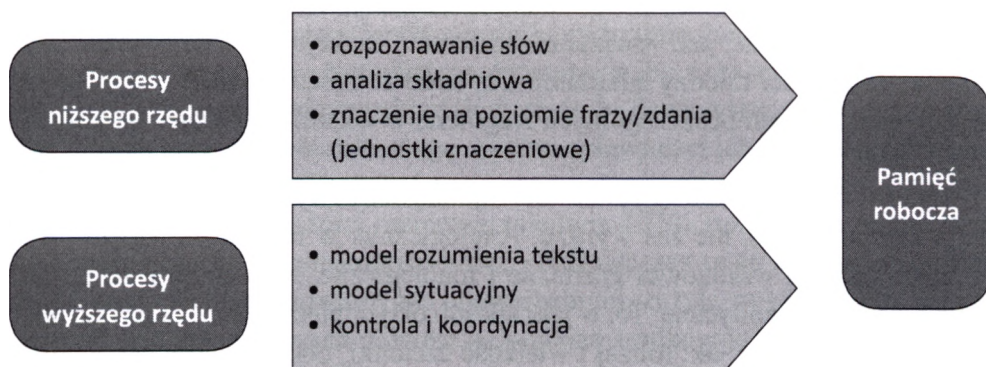 Procesy
niższego rzędu
• rozpoznawanie słów
• analiza składniowa
• znaczenie na poziomie frazy/zdania
(jednostki znaczeniowe)
Procesy
wyższego rzędu
• model rozumienia tekstu
• model sytuacyjny
• kontrola i koordynacja
Pamięć
robocza